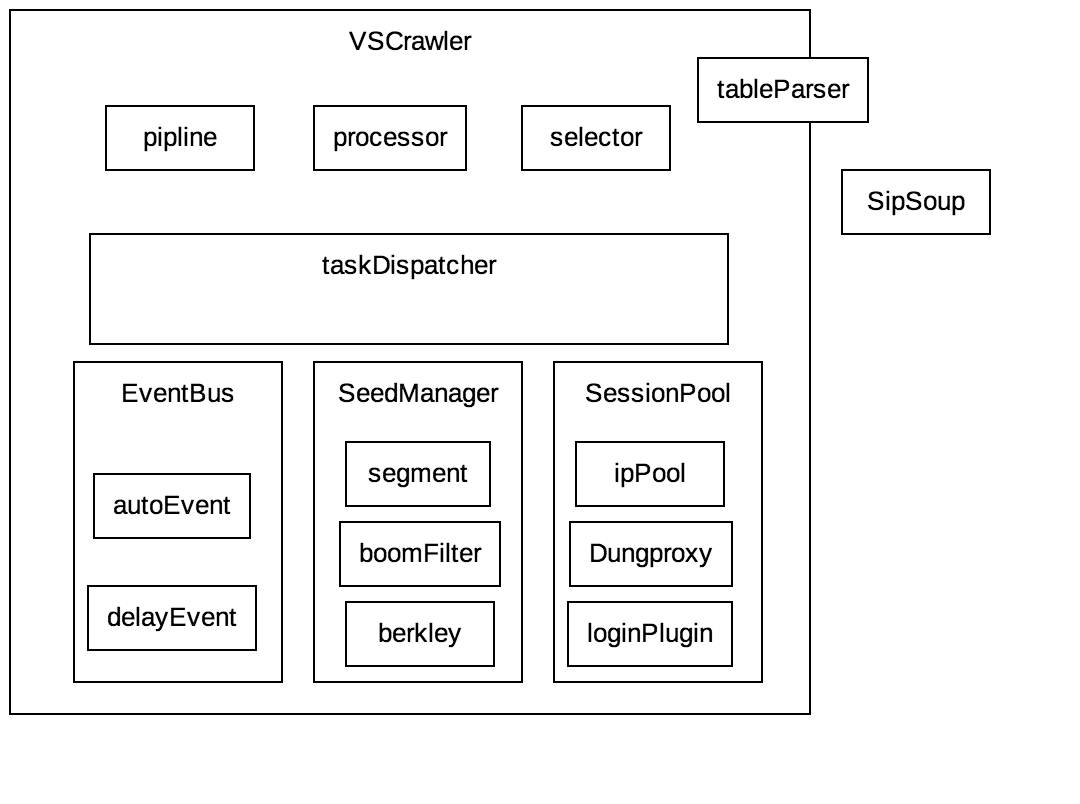 VSCrawler
tableParser
pipline
processor
selector
SipSoup
taskDispatcher
EventBus
autoEvent
delayEvent
SeedManager
segment
boomFilter
berkley
SessionPool
ipPool
Dungproxy
loginPlugin